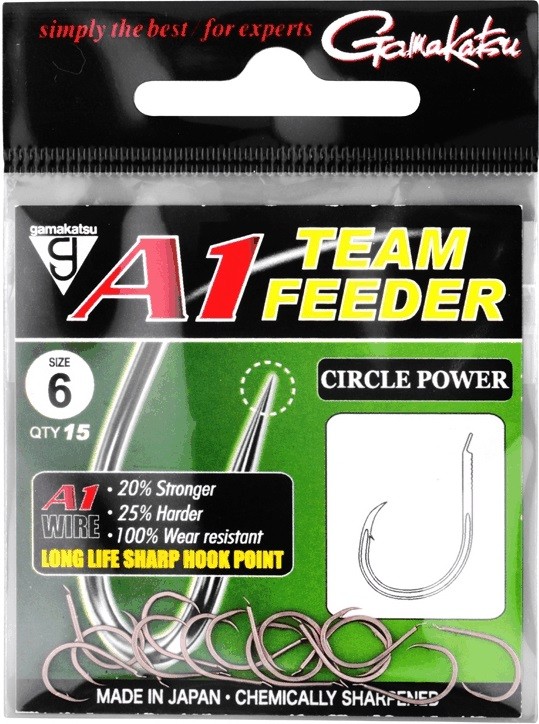 simply the best / for experts
Gamakatsu
gamakatsu
G
A1
TEAM
FEEDER
SIZE
6
QTY 15
CIRCLE POWER
A1
WIRE
• 20% Stronger
• 25% Harder
• 100% Wear resistant
LONG LIFE SHARP HOOK POINT
MADE IN JAPAN • CHEMICALLY SHARPENED